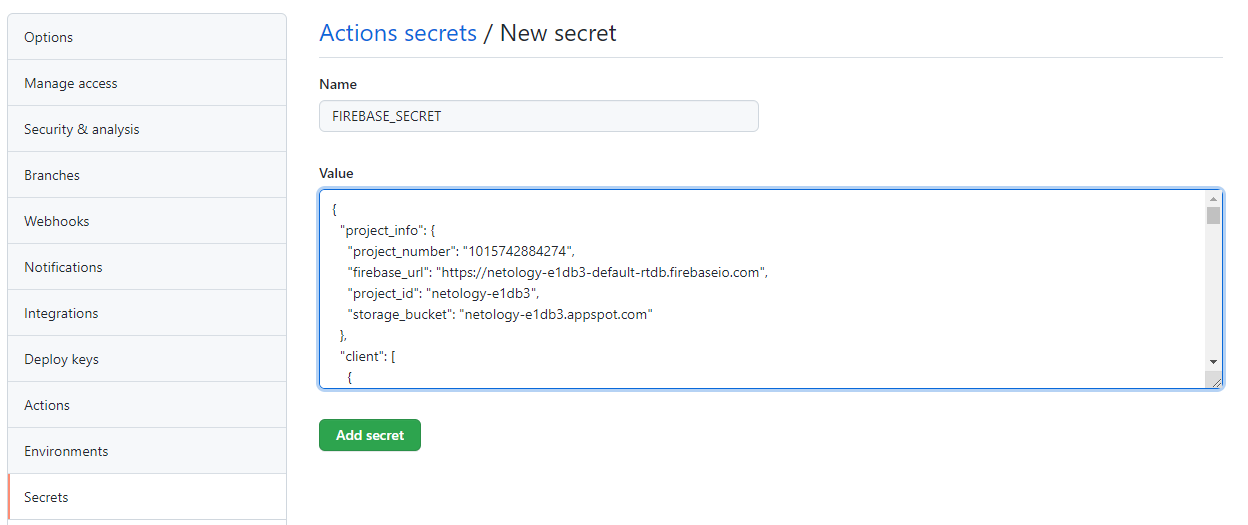 Options
Manage access
Security & analysis
Branches
Webhooks
Notifications
Integrations
Deploy keys
Actions
Environments
Secrets
Actions secrets / New secret
Name
FIREBASE_SECRET
Value
{
"project_info": {
"project_number": "1015742884274",
"firebase_url": "https://netology-e1db3-default-rtdb.firebaseio.com",
"project_id": "netology-e1db3",
"storage_bucket": "netology-e1db3.appspot.com"
},
"client": [
{
Add secret